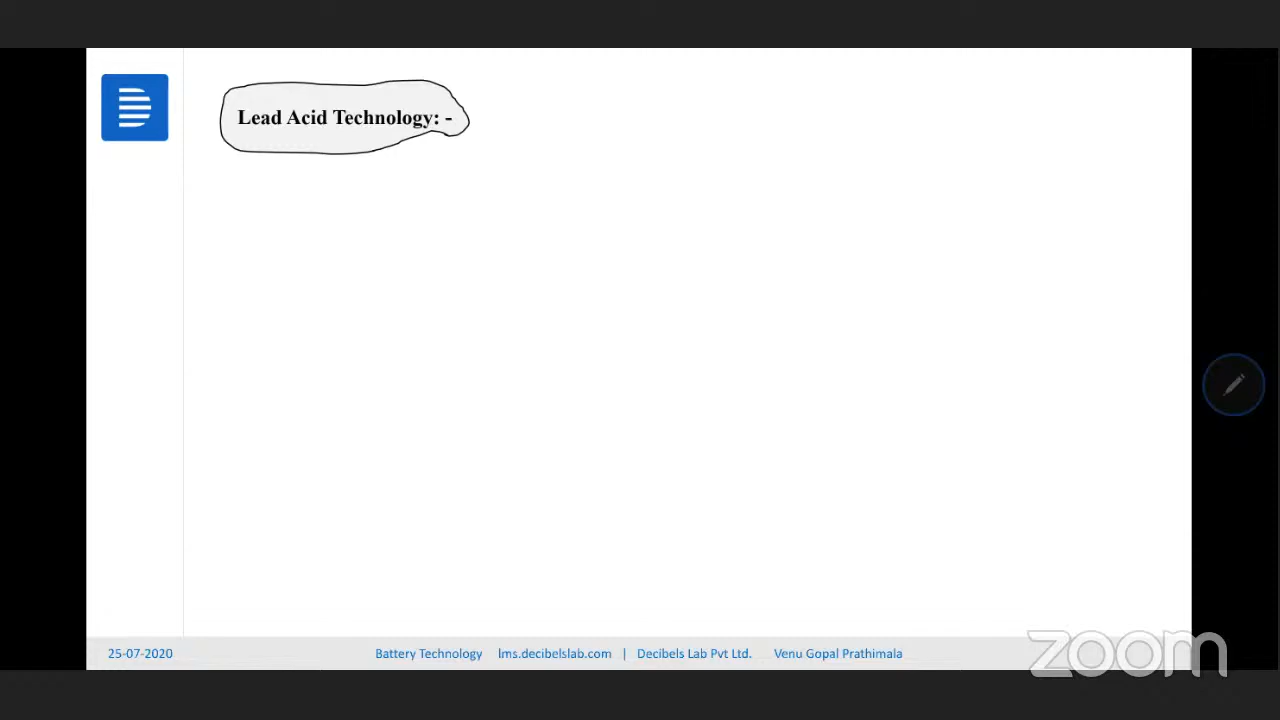 Lead Acid Technology: -
25-07-2020 Battery Technology lms.decibelslab.com | Decibels Lab Pvt Ltd. Venu Gopal Prathimala
zoom